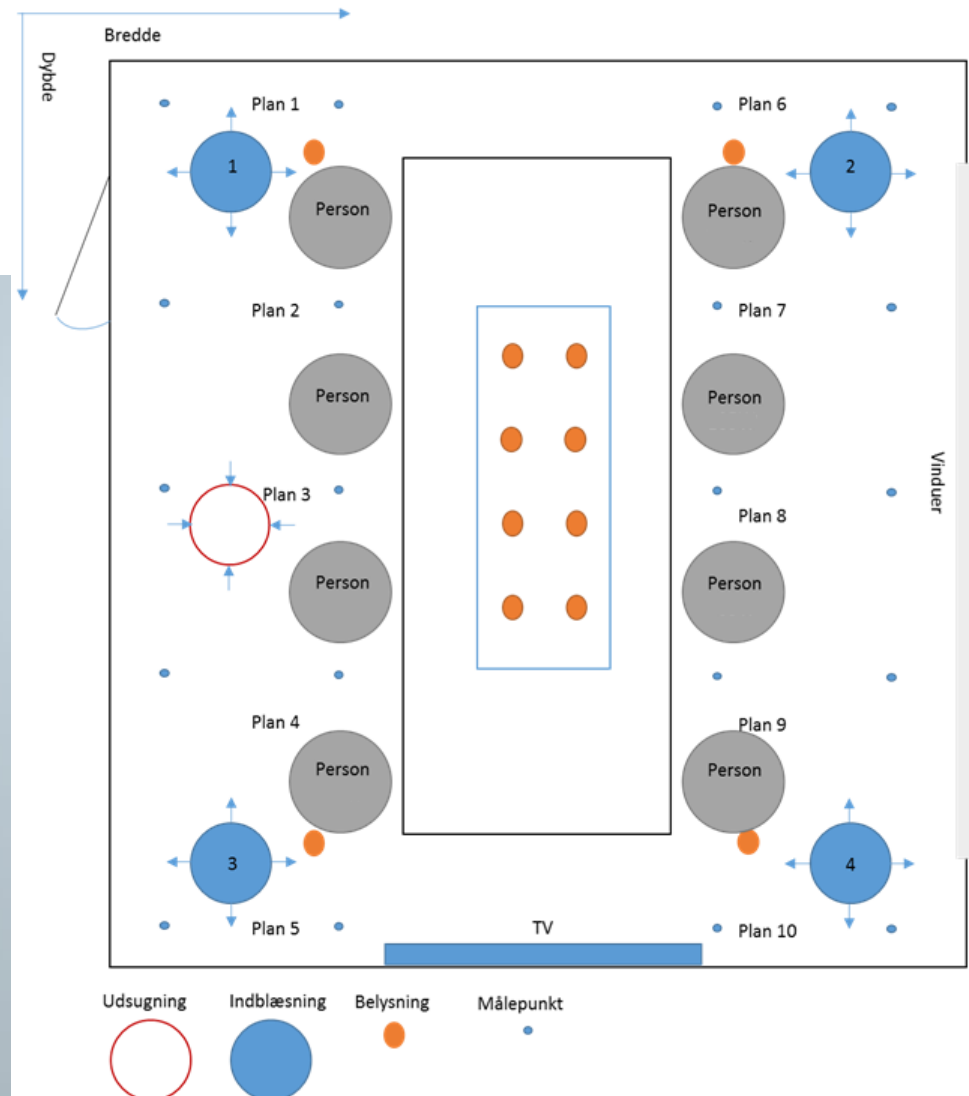 Bredde
Dybde
Plan 1
Plan 6
1
2
Person
Person
Plan 2
Plan 7
Person
Person
Vinduer
Plan 3
Plan 8
Person
Person
Plan 4
Plan 9
Person
Person
3
4
Plan 5
TV
Plan 10
Udsugning
Indblæsning
Belysning
Målepunkt